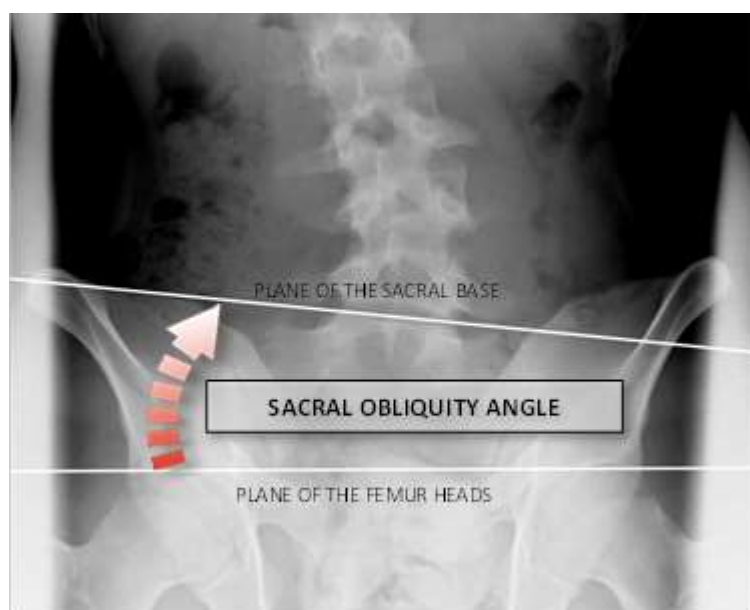 PLANE OF THE SACRAL BASE
SACRAL OBLIQUITY ANGLE
PLANE OF THE FEMUR HEADS